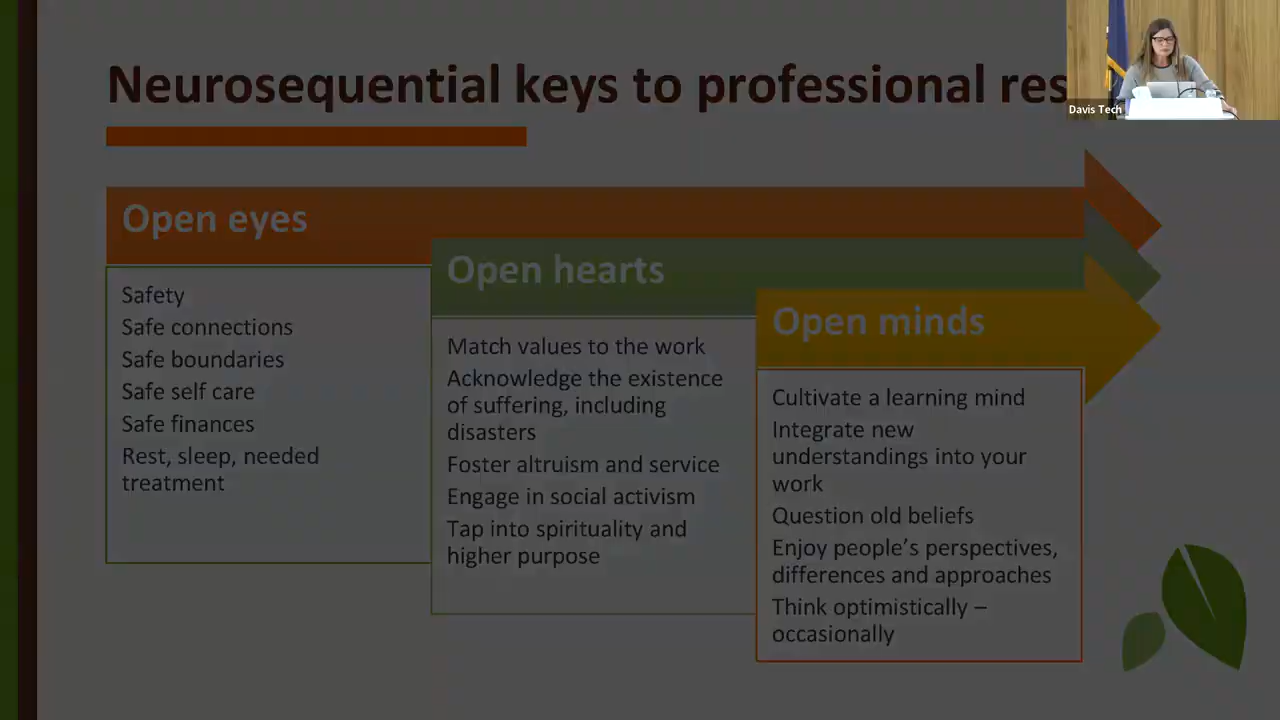 Neurosequential keys to professional res
Davis Tech
Open eyes
Safety
Safe connections
Safe boundaries
Safe self care
Safe finances
Rest, sleep, needed
treatment
Open hearts
Match values to the work
Acknowledge the existence
of suffering, including
disasters
Foster altruism and service
Engage in social activism
Tap into spirituality and
higher purpose
Open minds
Cultivate a learning mind
Integrate new
understandings into your
work
Question old beliefs
Enjoy people’s perspectives,
differences and approaches
Think optimistically –
occasionally